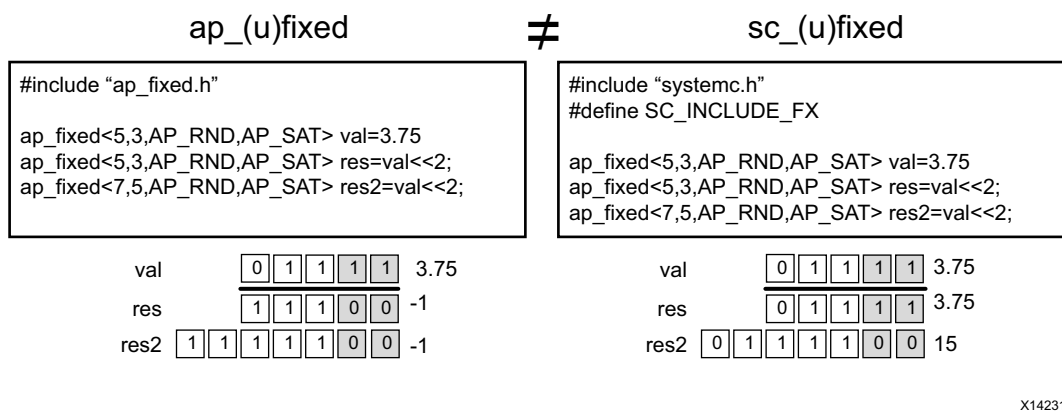 ap_(u)fixed ≠ sc_(u)fixed
#include “ap_fixed.h”
ap_fixed<5,3,AP_RND,AP_SAT> val=3.75
ap_fixed<5,3,AP_RND,AP_SAT> res=val<<2;
ap_fixed<7,5,AP_RND,AP_SAT> res2=val<<2;
#include “systemc.h”
#define SC_INCLUDE_FX
ap_fixed<5,3,AP_RND,AP_SAT> val=3.75
ap_fixed<5,3,AP_RND,AP_SAT> res=val<<2;
ap_fixed<7,5,AP_RND,AP_SAT> res2=val<<2;
val 0 1 1 1 1 3.75
res 1 1 1 0 0 -1
res2 1 1 1 1 1 0 0 -1
val 0 1 1 1 1 3.75
res 0 1 1 1 1 3.75
res2 0 1 1 1 1 0 0 15
X14231